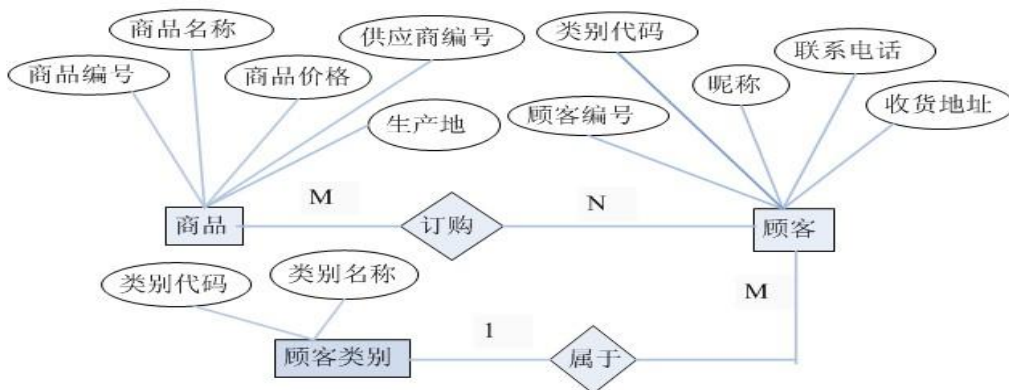 商品名称
供应商编号
类别代码
联系电话
商品编号
商品价格
昵称
收货地址
生产地
顾客编号
M
N
商品
订购
顾客
类别代码
类别名称
M
1
顾客类别
属于